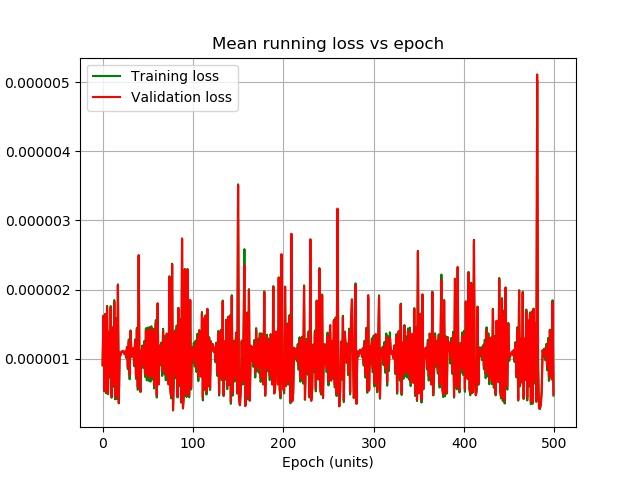 Mean running loss vs epoch
Training loss
Validation loss
0.000005
0.000004
0.000003
0.000002
0.000001
0 100 200 300 400 500
Epoch (units)